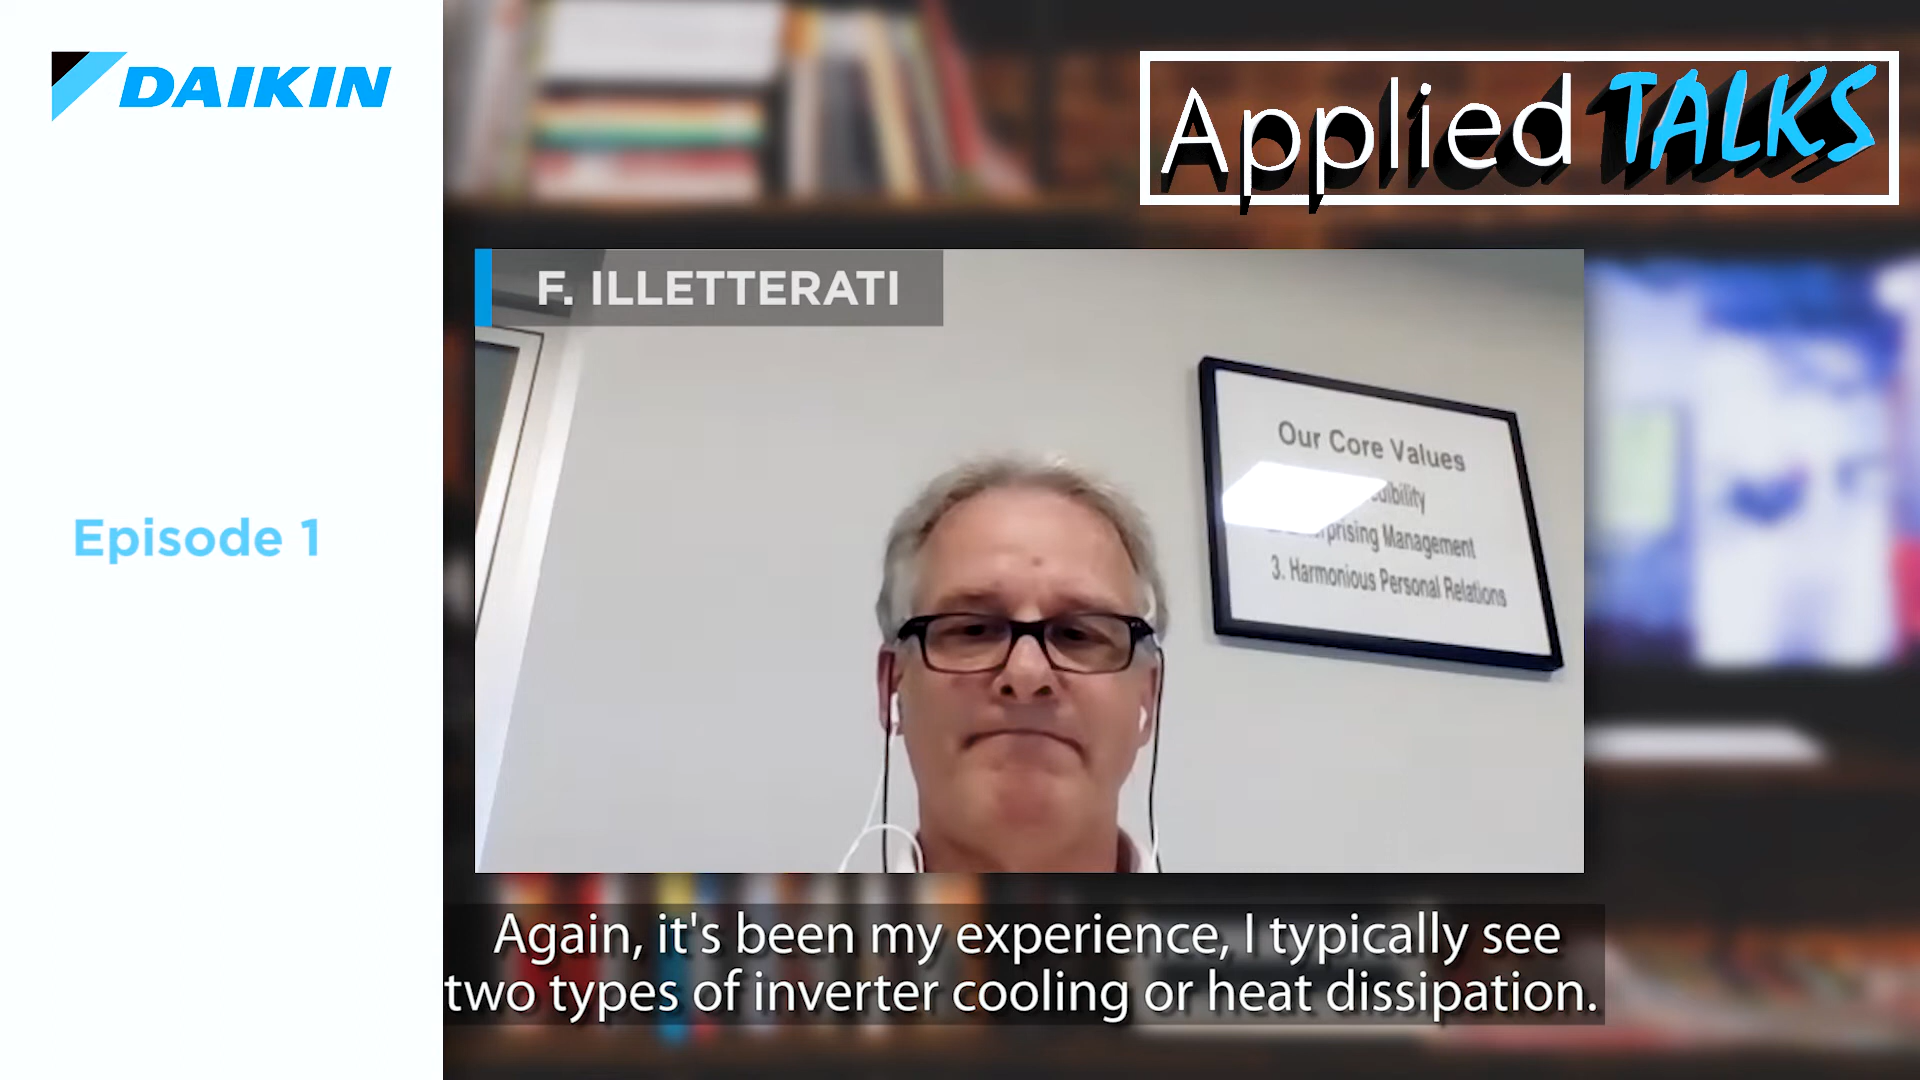 DAIKIN
Applied TALKS
Episode 1
F. ILLETTERATI
Our Core Values
Management
3. Harmonious Personal Relations
Again, it's been my experience, I typically see
two types of inverter cooling or heat dissipation.